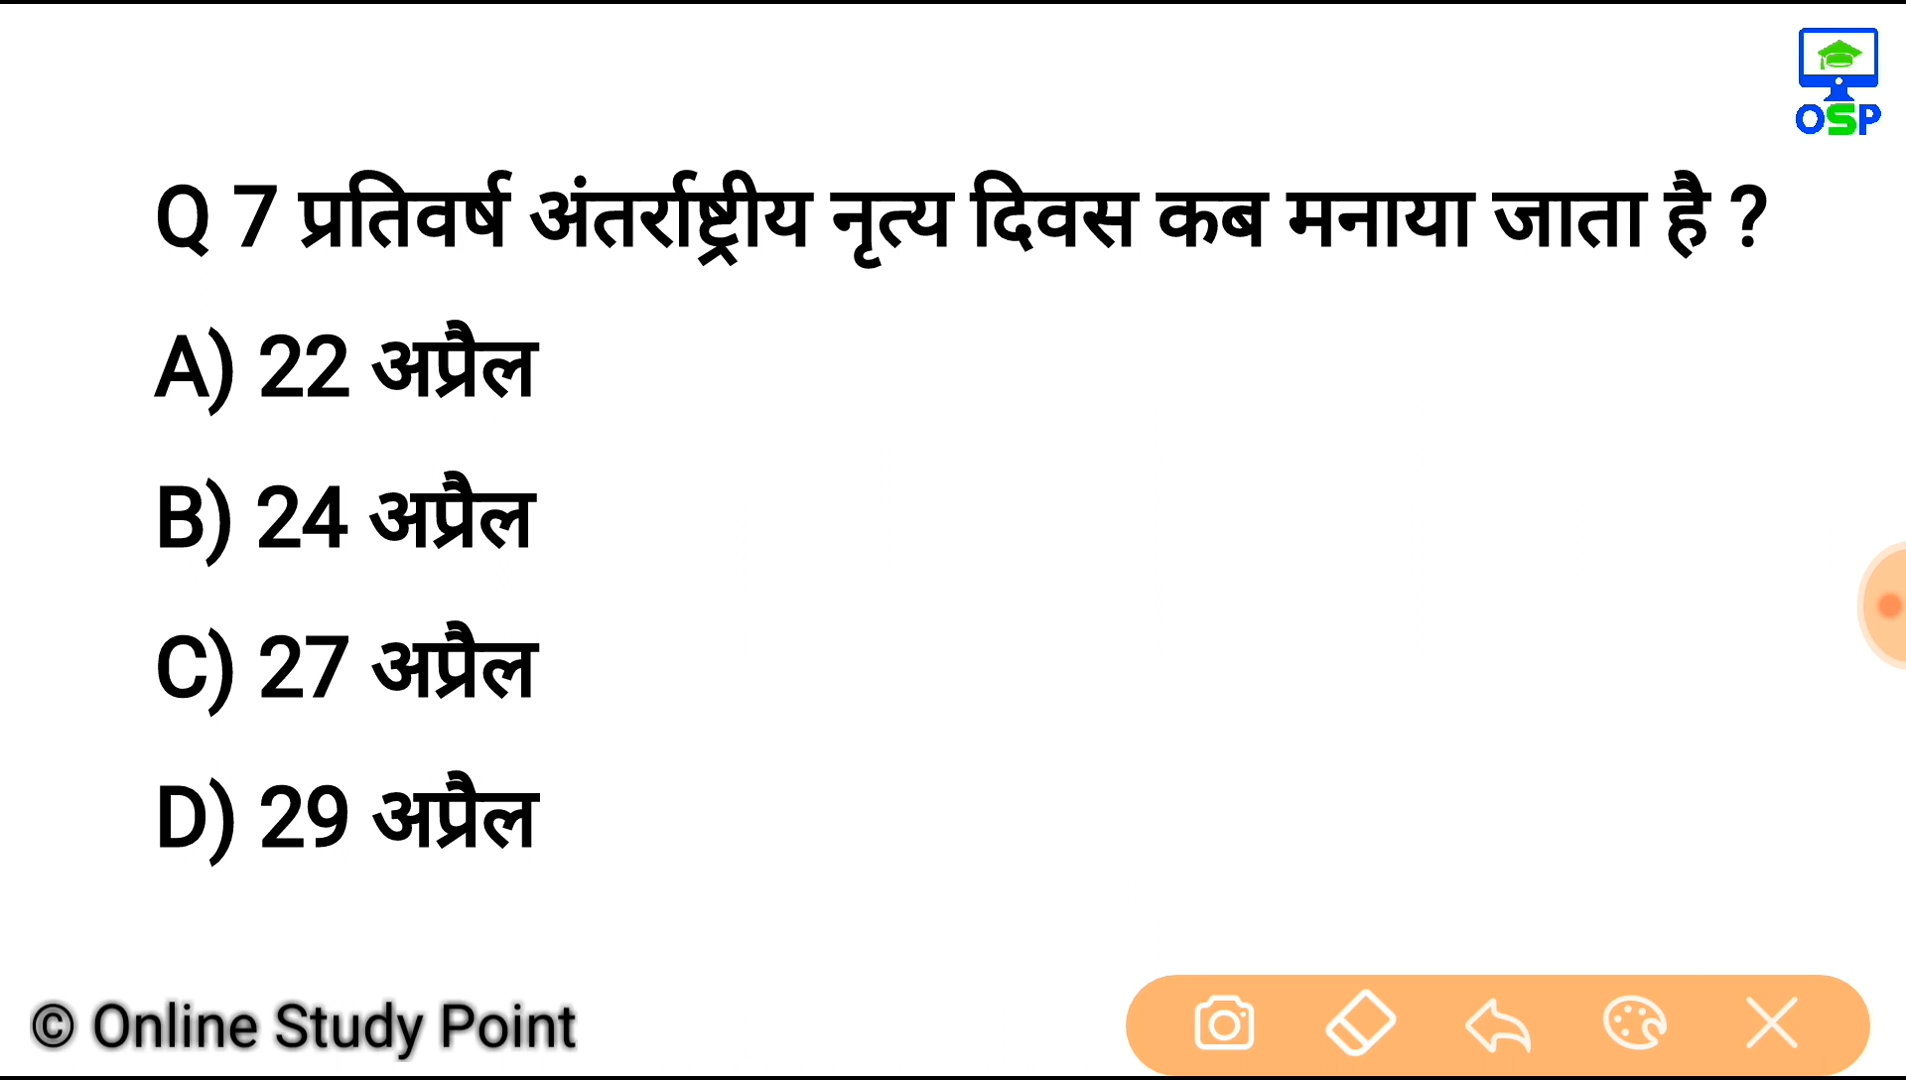 OSP
Q 7 प्रतिवर्ष अंतर्राष्ट्रीय नृत्य दिवस कब मनाया जाता है ?
A) 22 अप्रैल
B) 24 अप्रैल
C) 27 अप्रैल
D) 29 अप्रैल
© Online Study Point